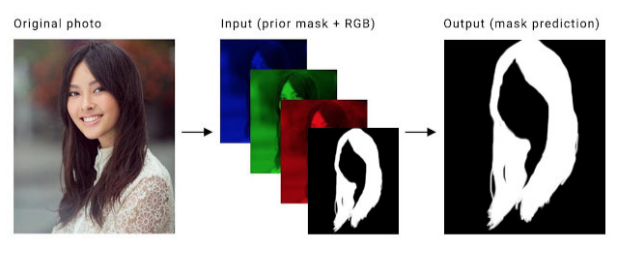 Original photo
Input (prior mask + RGB)
Output (mask prediction)